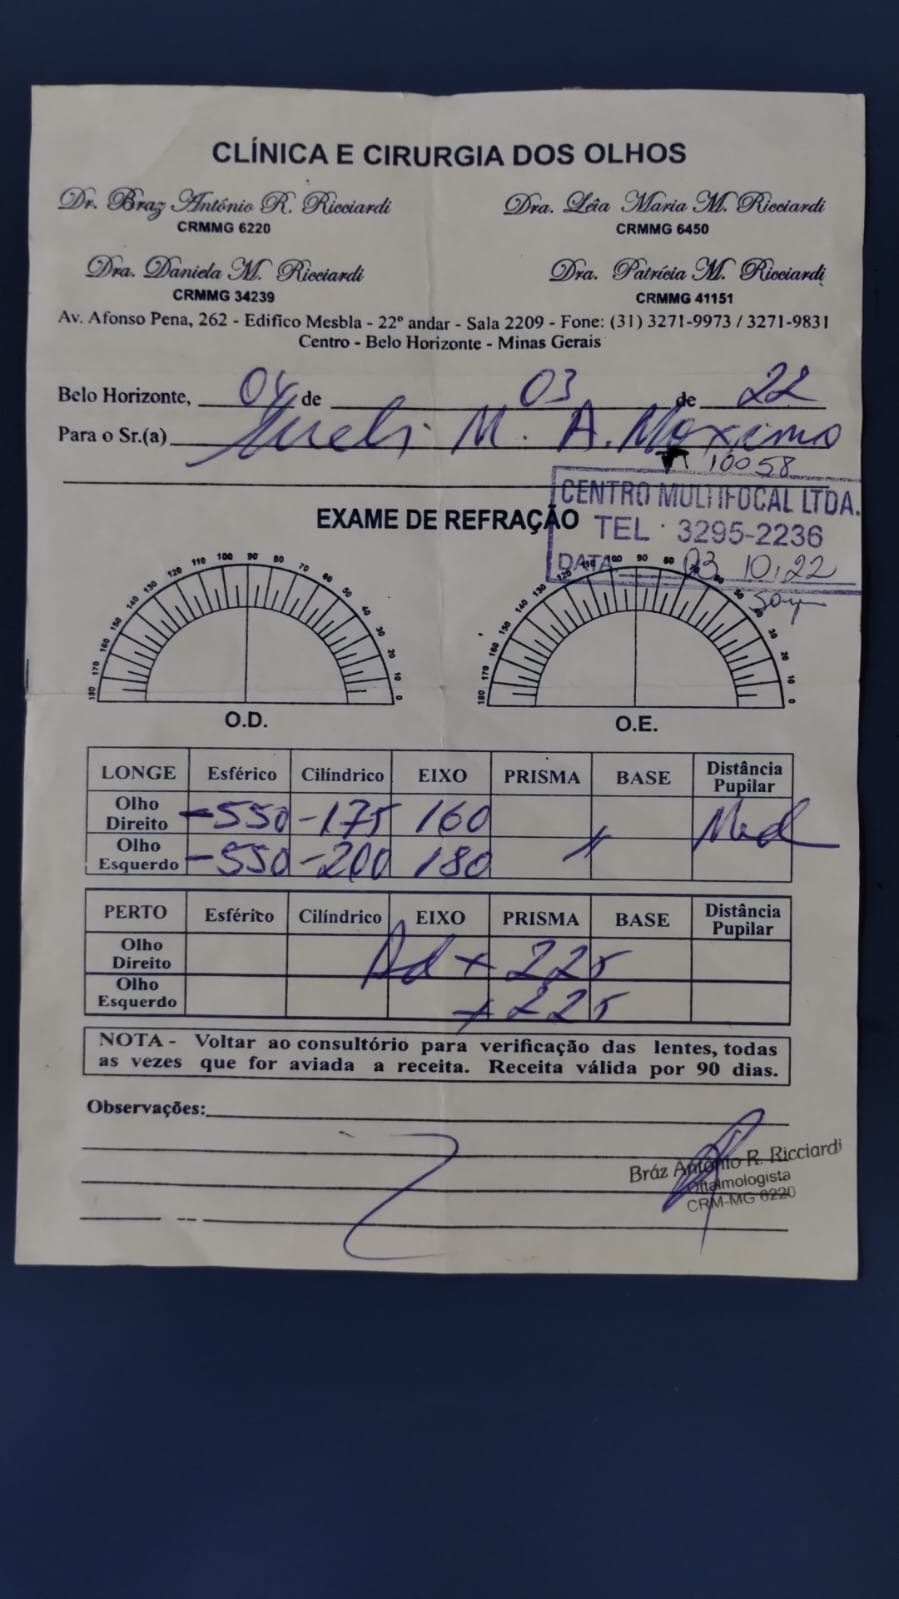 CLÍNICA E CIRURGIA DOS OLHOS
Dr. Braz Antônio R. Ricciardi
CRMMG 6220
Dra. Lêia Maria M. Ricciardi
CRMMG 6450
Dra. Daniela M. Ricciardi
CRMMG 34239
Dra. Patrícia M. Ricciardi
CRMMG 41151
Av. Afonso Pena, 262 - Edifico Mesbla - 22º andar - Sala 2209 - Fone: (31) 3271-9973 / 3271-9831
Centro - Belo Horizonte - Minas Gerais
Belo Horizonte, 04 de 03 de 22
Para o Sr.(a) M. A. Maximo
10058
CENTRO MULTIFOCAL LTDA.
TEL · 3295-2236
DATA 03 10,22
EXAME DE REFRAÇÃO
180 170 160 150 140 130 120 110 100 90 80 70 60 50 40 30 20 10 0
180 170 160 150 140 130 120 110 100 90 80 70 60 50 40 30 20 10 0
O.D. O.E.
LONGE Esférico Cilíndrico EIXO PRISMA BASE Distância Pupilar
Olho Direito -550 -175 160
Olho Esquerdo -550 -200 180
PERTO Esférito Cilíndrico EIXO PRISMA BASE Distância Pupilar
Olho Direito Ad + 225
Olho Esquerdo + 225
NOTA - Voltar ao consultório para verificação das lentes, todas
as vezes que for aviada a receita. Receita válida por 90 dias.
Observações:
Bráz Antônio R. Ricciardi
Oftalmologista
CRM-MG 6220